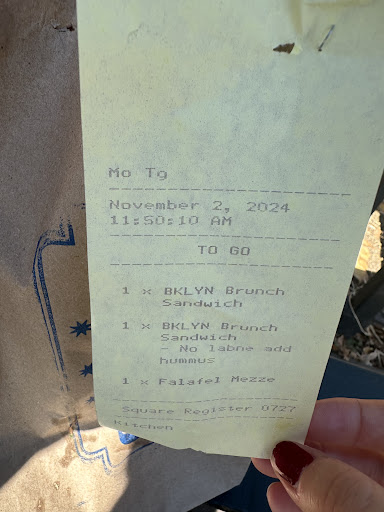 Mo Tg
November 2, 2024
11:50:10 AM
TO GO
1 x BKLYN Brunch
Sandwich
1 x BKLYN Brunch
Sandwich
- No labne add
hummus
1 x Falafel Mezze
Square Register 0727
Kitchen